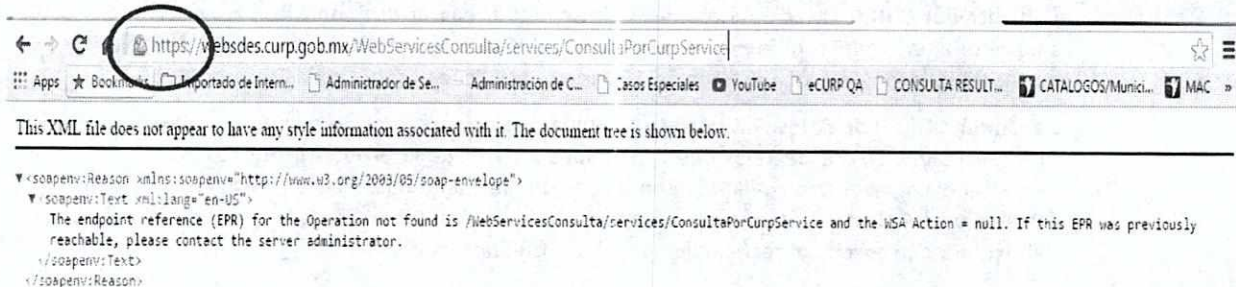 https://websdes.curp.gob.mx/WebServicesConsulta/services/ConsultaPorCurpService
Apps Bookmarks Importado de Intern... Administrador de Se... Administración de C... Casos Especiales YouTube eCURP QA CONSULTA RESULT... CATALOGOS/Munici... MAC »
This XML file does not appear to have any style information associated with it. The document tree is shown below.
▼<soapenv:Reason xmlns:soapenv="http://www.w3.org/2003/05/soap-envelope">
▼<soapenv:Text xml:lang="en-US">
The endpoint reference (EPR) for the Operation not found is /WebServicesConsulta/services/ConsultaPorCurpService and the WSA Action = null. If this EPR was previously
reachable, please contact the server administrator.
</soapenv:Text>
</soapenv:Reason>